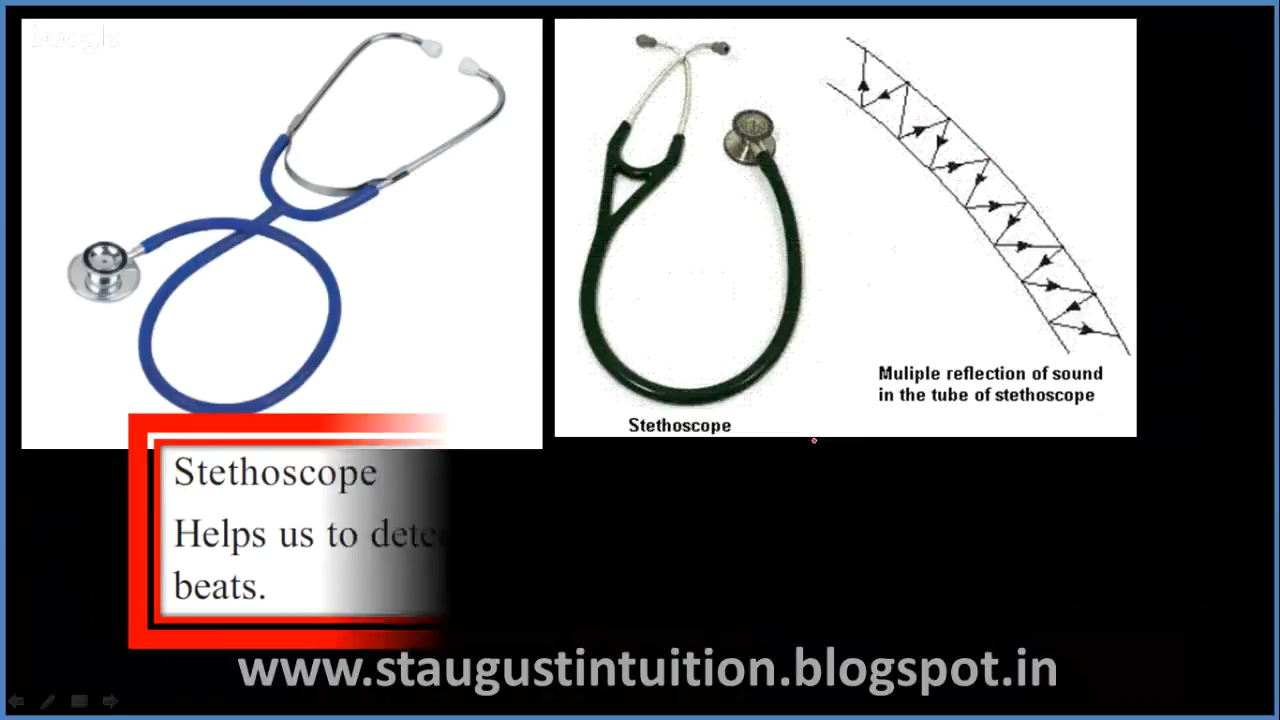 Google
Stethoscope
Muliple reflection of sound
in the tube of stethoscope
Stethoscope
Helps us to
beats.
www.staugustintuition.blogspot.in